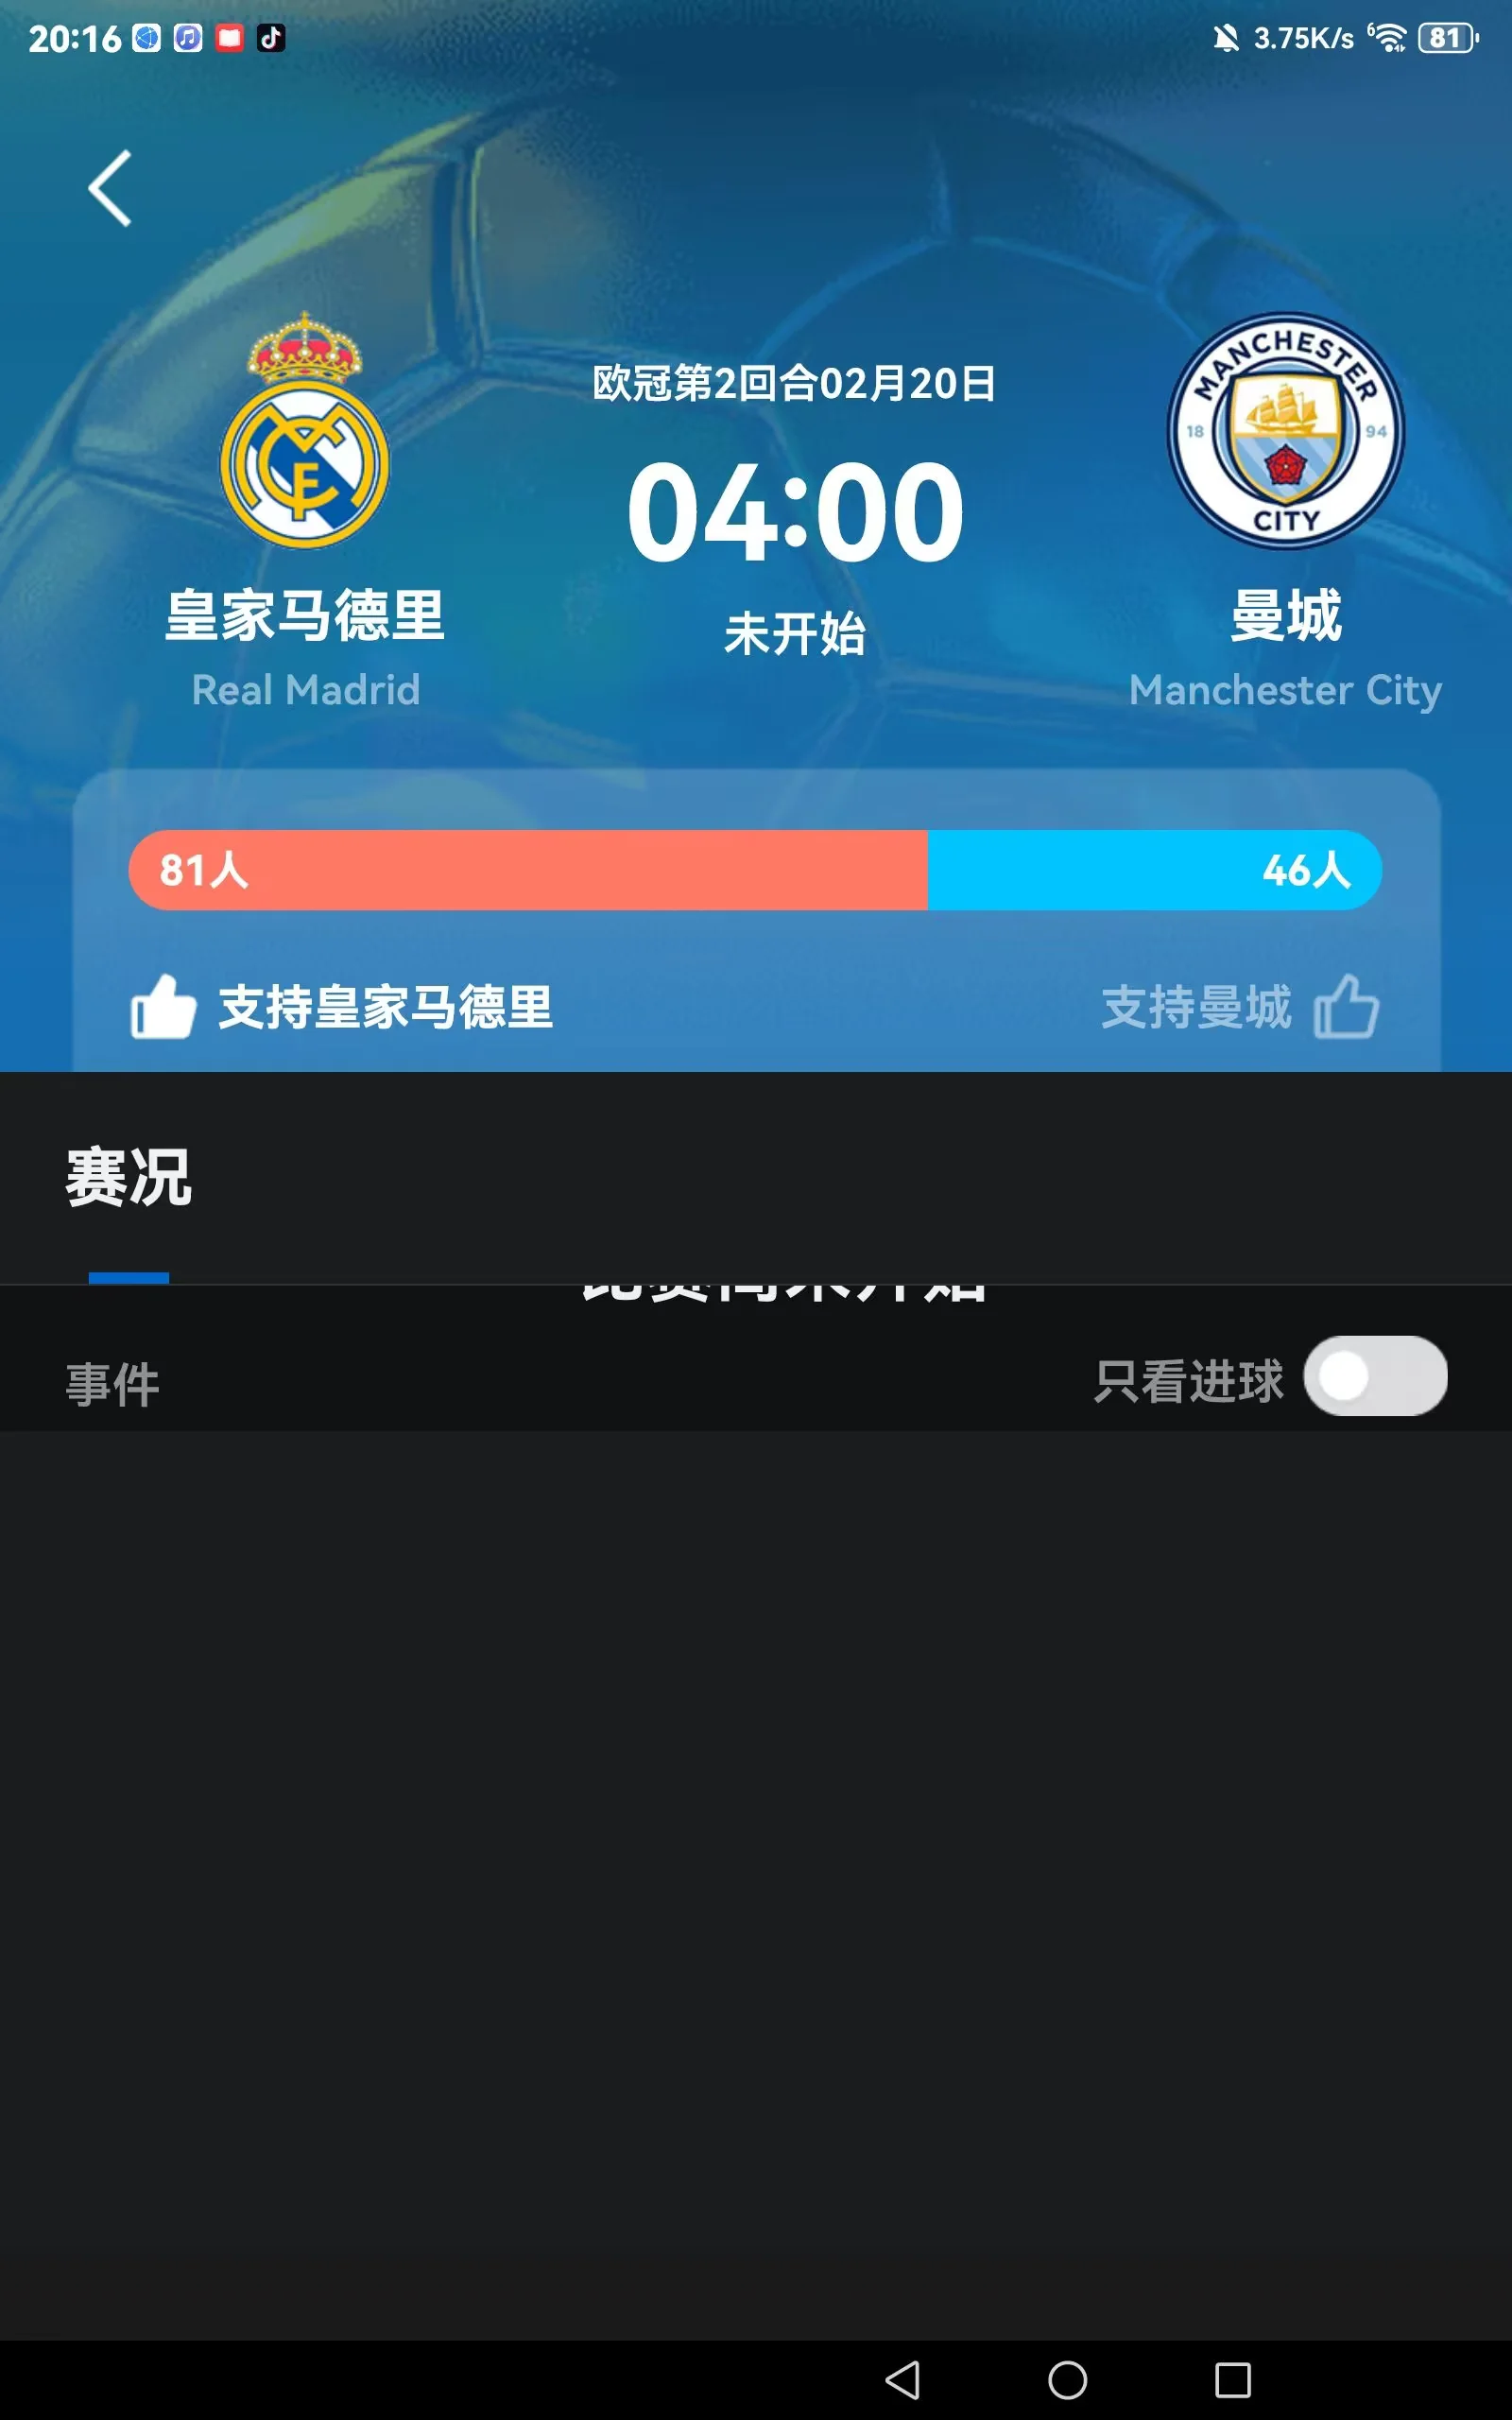 20:16
3.75K/s 6 81
欧冠第2回合02月20日
MANCHESTER
18 94
CITY
04:00
未开始
皇家马德里
Real Madrid
曼城
Manchester City
81人
46人
支持皇家马德里
支持曼城
赛况
事件
只看进球